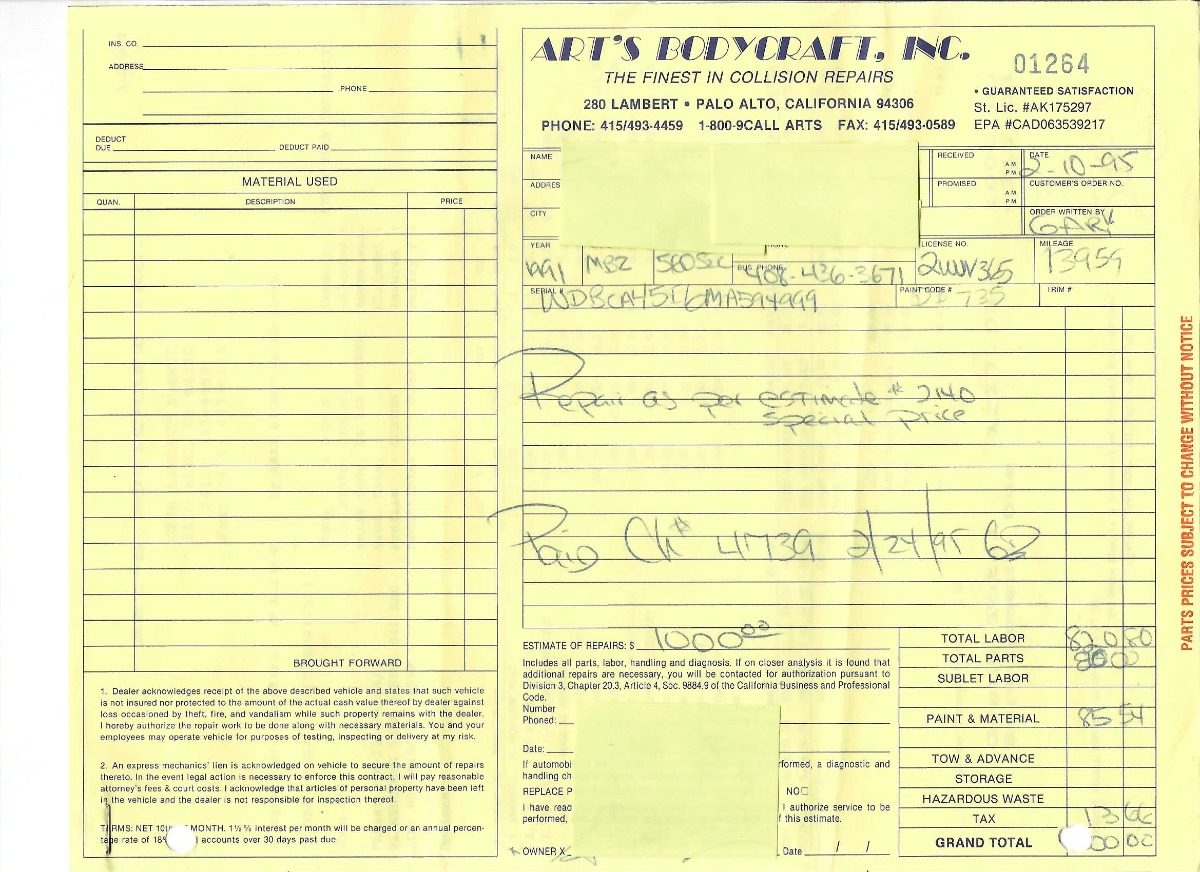 INS. CO.
ADDRESS
PHONE
DEDUCT
DUE
DEDUCT PAID
MATERIAL USED
QUAN. DESCRIPTION PRICE
BROUGHT FORWARD
1. Dealer acknowledges receipt of the above described vehicle and states that such vehicle
is not insured nor protected to the amount of the actual cash value thereof by dealer against
loss occasioned by theft, fire, and vandalism while such property remains with the dealer.
I hereby authorize the repair work to be done along with necessary materials. You and your
employees may operate vehicle for purposes of testing, inspecting or delivery at my risk.
2. An express mechanics' lien is acknowledged on vehicle to secure the amount of repairs
thereto. In the event legal action is necessary to enforce this contract, I will pay reasonable
attorney's fees & court costs. I acknowledge that articles of personal property have been left
in the vehicle and the dealer is not responsible for inspection thereof.
TERMS: NET 10 MONTH. 1½% interest per month will be charged or an annual percen-
tage rate of 18% accounts over 30 days past due.
ART'S BODYCRAFT, INC.
THE FINEST IN COLLISION REPAIRS
280 LAMBERT • PALO ALTO, CALIFORNIA 94306
PHONE: 415/493-4459 1-800-9CALL ARTS FAX: 415/493-0589
01264
• GUARANTEED SATISFACTION
St. Lic. #AK175297
EPA #CAD063539217
NAME
ADDRES
CITY
RECEIVED AM PM
DATE 2-10-95
PROMISED AM PM
CUSTOMER'S ORDER NO.
ORDER WRITTEN BY GARY
YEAR 1991 MBZ 560SEC
BUS. PHONE 408-436-3671
LICENSE NO. 2UUV365
MILEAGE 13959
SERIAL # WDBCA45E6MA594999
PAINT CODE # DB 735
TRIM #
Repair as per estimate # 2140
special price
Paid Ck# 4739 2/24/95
ESTIMATE OF REPAIRS: $ 1000.00
Includes all parts, labor, handling and diagnosis. If on closer analysis it is found that
additional repairs are necessary, you will be contacted for authorization pursuant to
Division 3, Chapter 20.3, Article 4, Sec. 9884.9 of the California Business and Professional
Code.
Number
Phoned:
Date:
If automobi formed, a diagnostic and
handling ch
REPLACE P NO
I have read I authorize service to be
performed, f this estimate.
OWNER X Date / /
TOTAL LABOR 820 80
TOTAL PARTS 80 00
SUBLET LABOR
PAINT & MATERIAL 85 54
TOW & ADVANCE
STORAGE
HAZARDOUS WASTE
TAX 13 66
GRAND TOTAL 00 00
PARTS PRICES SUBJECT TO CHANGE WITHOUT NOTICE